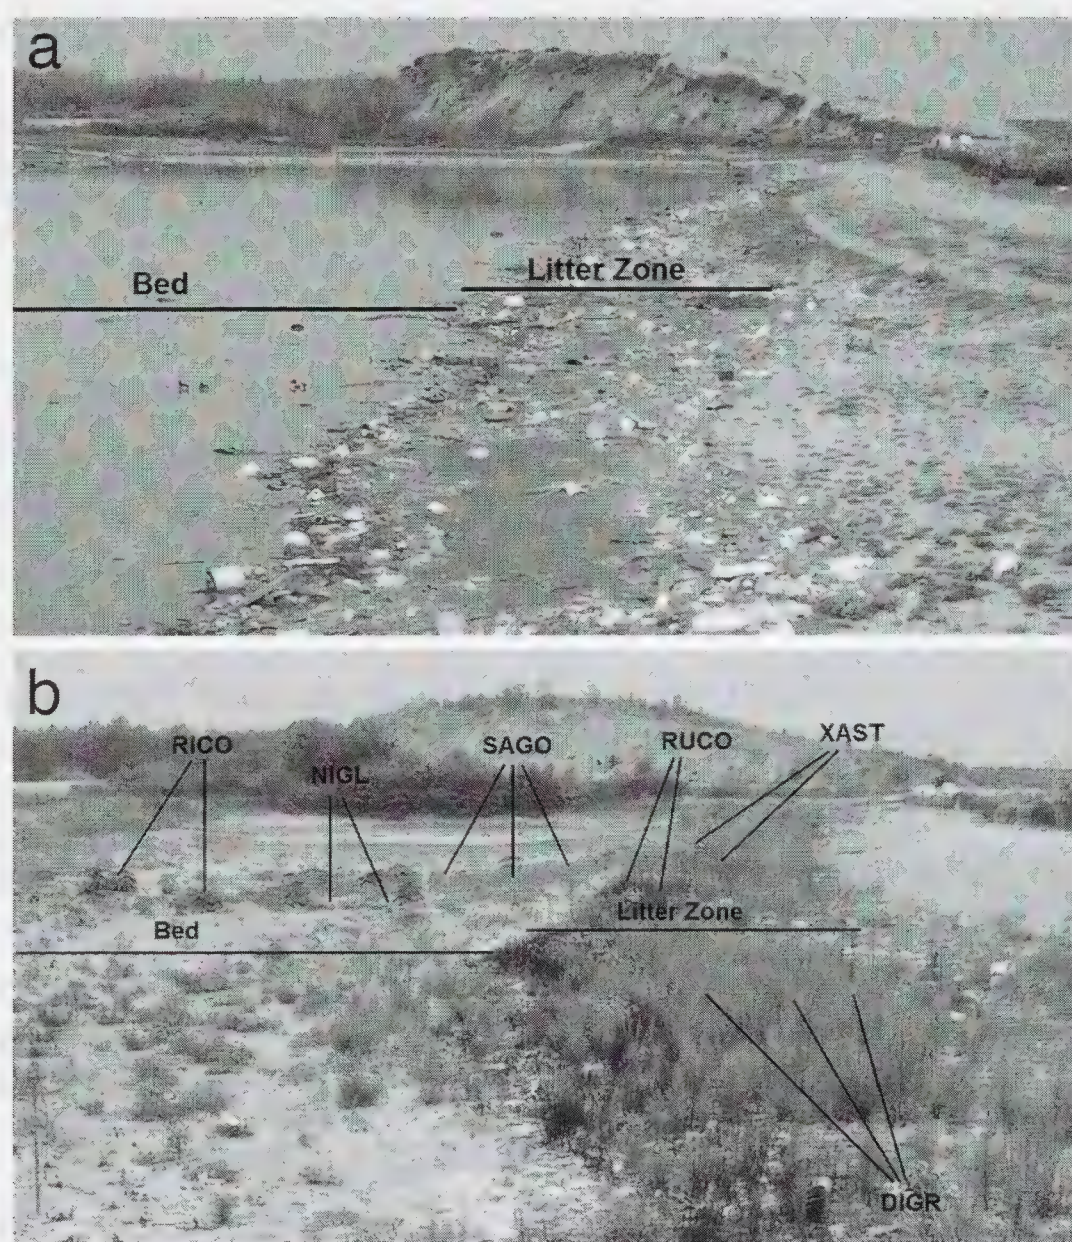 a
Bed
Litter Zone
b
RICO
NIGL
SAGO
RUCO
XAST
Litter Zone
Bed
DIGR